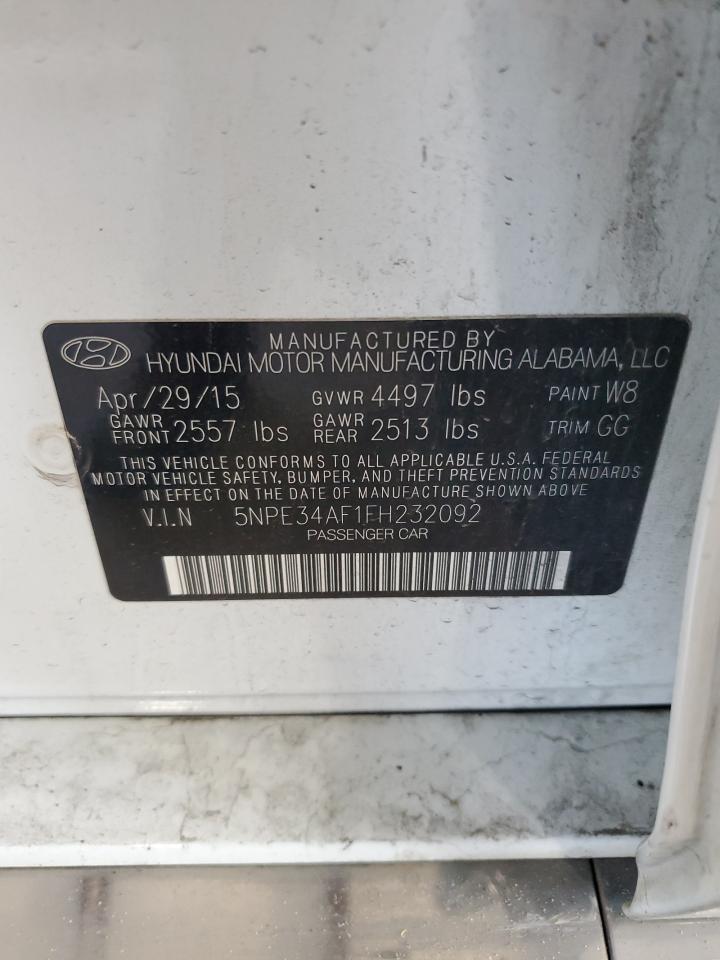 MANUFACTURED BY
HYUNDAI MOTOR MANUFACTURING ALABAMA, LLC
Apr/29/15 GVWR 4497 lbs PAINT W8
GAWR FRONT 2557 lbs GAWR REAR 2513 lbs TRIM GG
THIS VEHICLE CONFORMS TO ALL APPLICABLE U.S.A. FEDERAL
MOTOR VEHICLE SAFETY, BUMPER, AND THEFT PREVENTION STANDARDS
IN EFFECT ON THE DATE OF MANUFACTURE SHOWN ABOVE.
V.I.N 5NPE34AF1FH232092
PASSENGER CAR